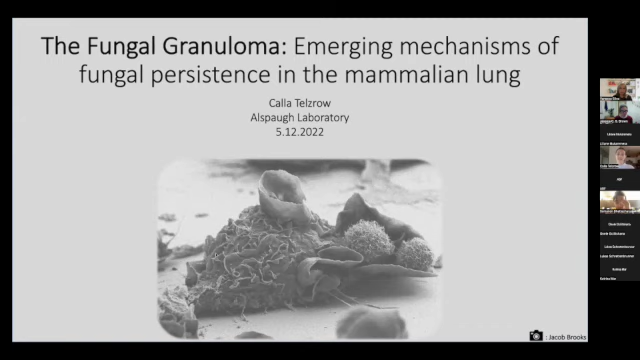 The Fungal Granuloma: Emerging mechanisms of
fungal persistence in the mammalian lung
Calla Telzrow
Alspaugh Laboratory
5.12.2022
: Jacob Brooks